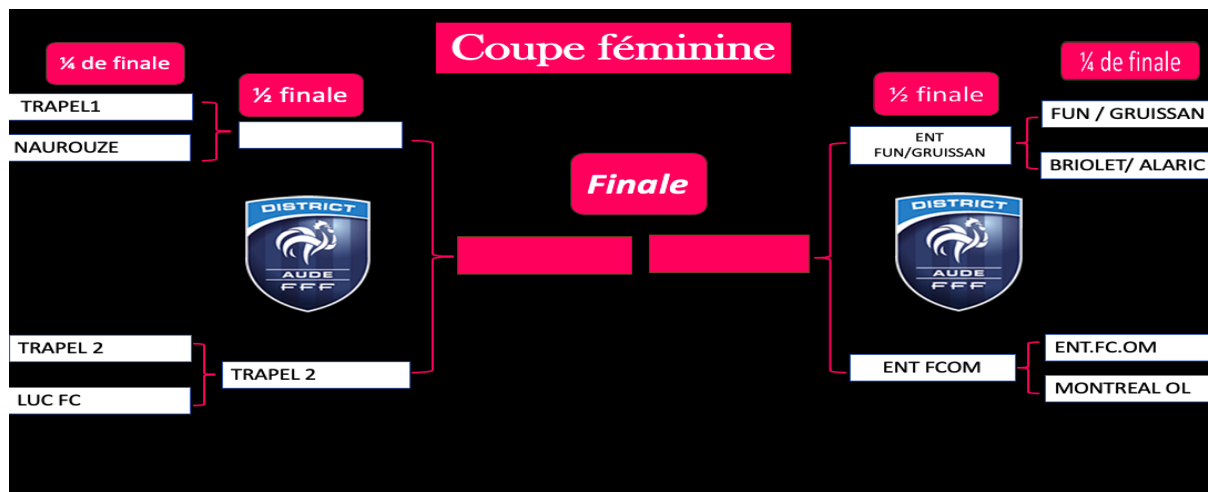 Coupe féminine
¼ de finale
½ finale
½ finale
¼ de finale
TRAPEL1
NAUROUZE
ENT
FUN/GRUISSAN
FUN / GRUISSAN
BRIOLET/ ALARIC
Finale
DISTRICT
AUDE
FFF
DISTRICT
AUDE
FFF
TRAPEL 2
LUC FC
TRAPEL 2
ENT FCOM
ENT.FC.OM
MONTREAL OL